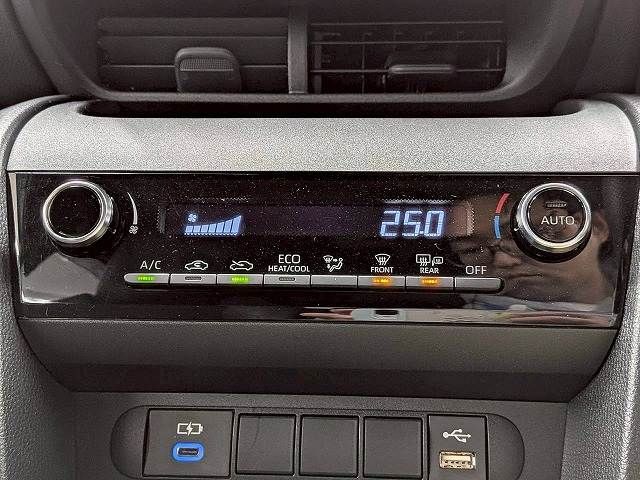 25.0
AUTO
A/C
ECO
HEAT/COOL
FRONT
REAR
OFF